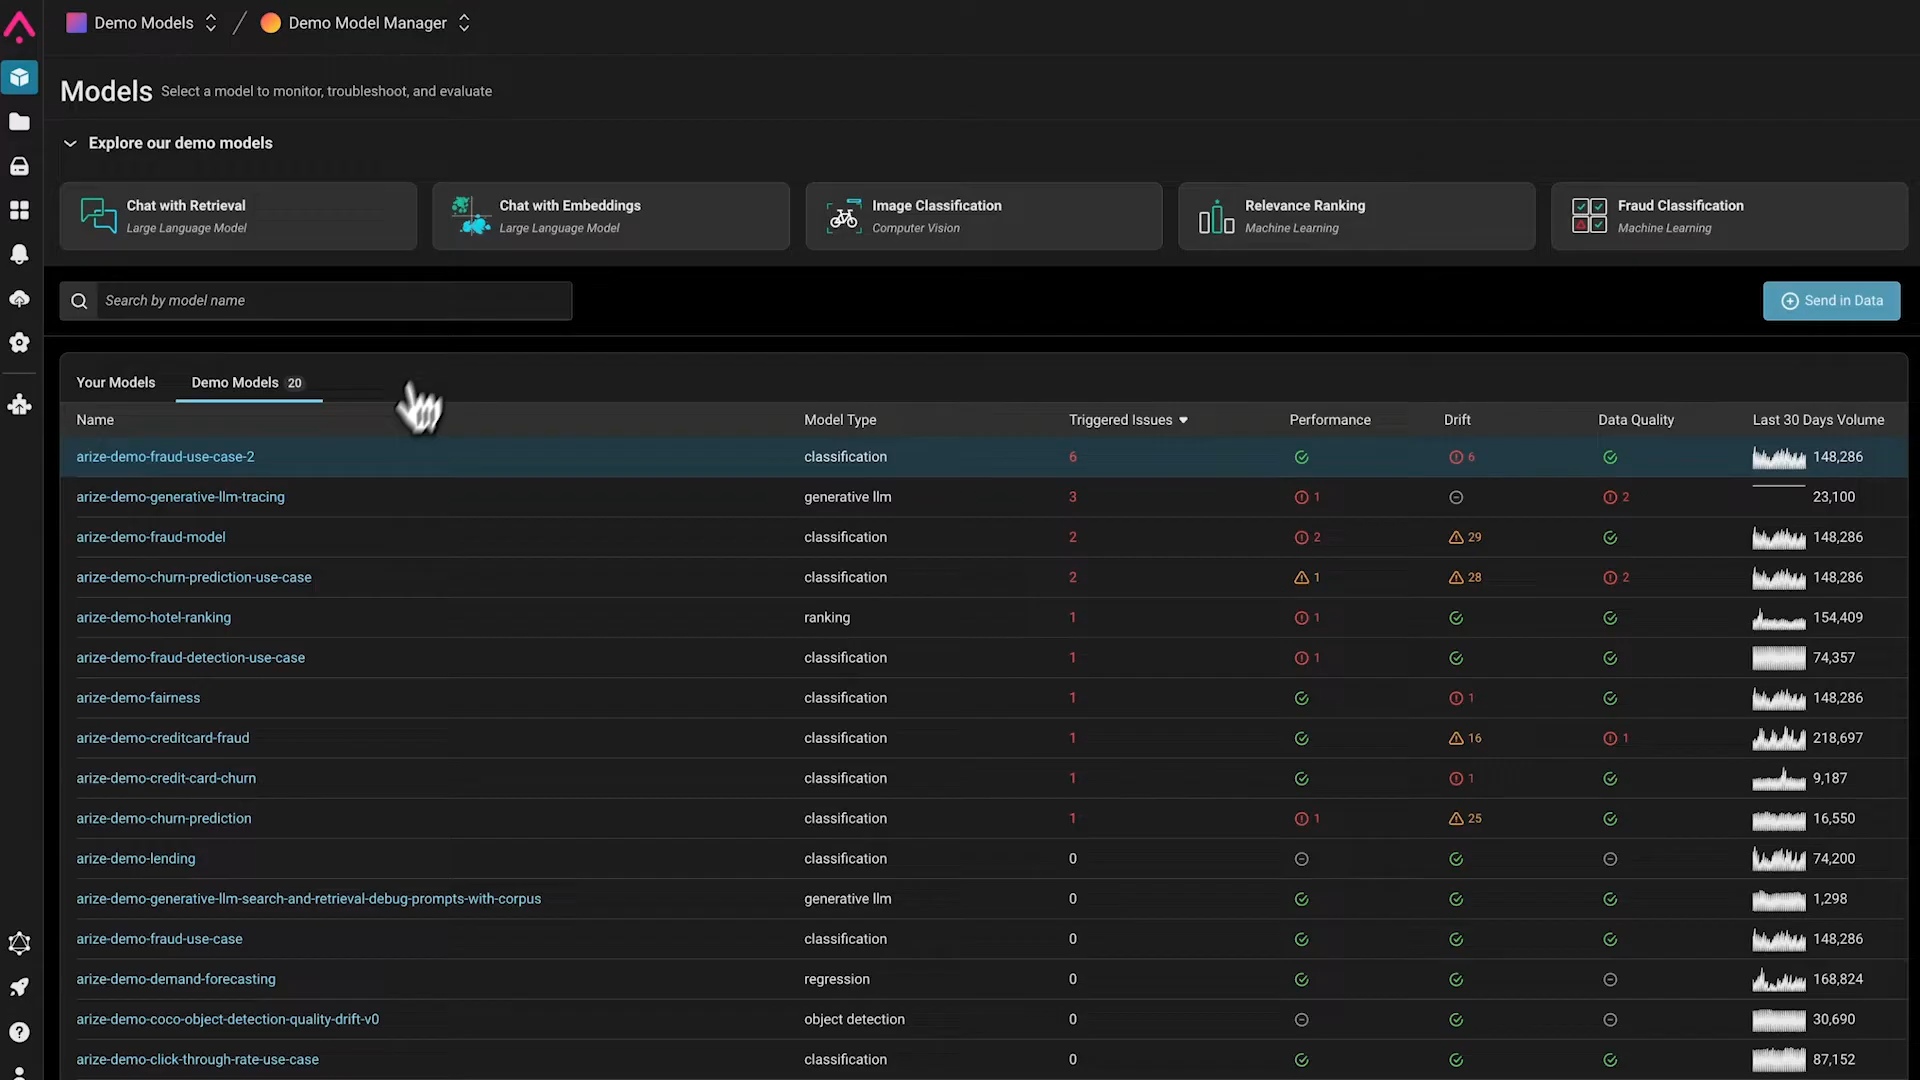 Demo Models / Demo Model Manager
Models Select a model to monitor, troubleshoot, and evaluate
Explore our demo models
Chat with Retrieval
Large Language Model
Chat with Embeddings
Large Language Model
Image Classification
Computer Vision
Relevance Ranking
Machine Learning
Fraud Classification
Machine Learning
Search by model name
Send in Data
Your Models Demo Models 20
Name Model Type Triggered Issues Performance Drift Data Quality Last 30 Days Volume
arize-demo-fraud-use-case-2 classification 6 6 148,286
arize-demo-generative-llm-tracing generative llm 3 1 2 23,100
arize-demo-fraud-model classification 2 2 29 148,286
arize-demo-churn-prediction-use-case classification 2 1 28 2 148,286
arize-demo-hotel-ranking ranking 1 1 154,409
arize-demo-fraud-detection-use-case classification 1 1 74,357
arize-demo-fairness classification 1 1 148,286
arize-demo-creditcard-fraud classification 1 16 1 218,697
arize-demo-credit-card-churn classification 1 1 9,187
arize-demo-churn-prediction classification 1 1 25 16,550
arize-demo-lending classification 0 74,200
arize-demo-generative-llm-search-and-retrieval-debug-prompts-with-corpus generative llm 0 1,298
arize-demo-fraud-use-case classification 0 148,286
arize-demo-demand-forecasting regression 0 168,824
arize-demo-coco-object-detection-quality-drift-v0 object detection 0 30,690
arize-demo-click-through-rate-use-case classification 0 87,152